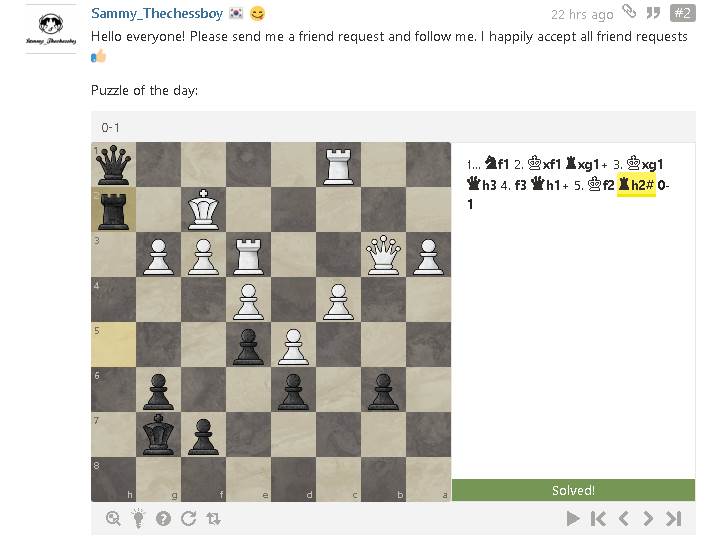 Sammy_Thechessboy
22 hrs ago
#2
Sammy_Thechessboy
Hello everyone! Please send me a friend request and follow me. I happily accept all friend requests
Puzzle of the day:
0-1
1... ♞f1 2. ♔xf1 ♜xg1+ 3. ♔xg1
♛h3 4. f3 ♛h1+ 5. ♔f2 ♜h2# 0-
1
1
2
3
4
5
6
7
8
h g f e d c b a
Solved!